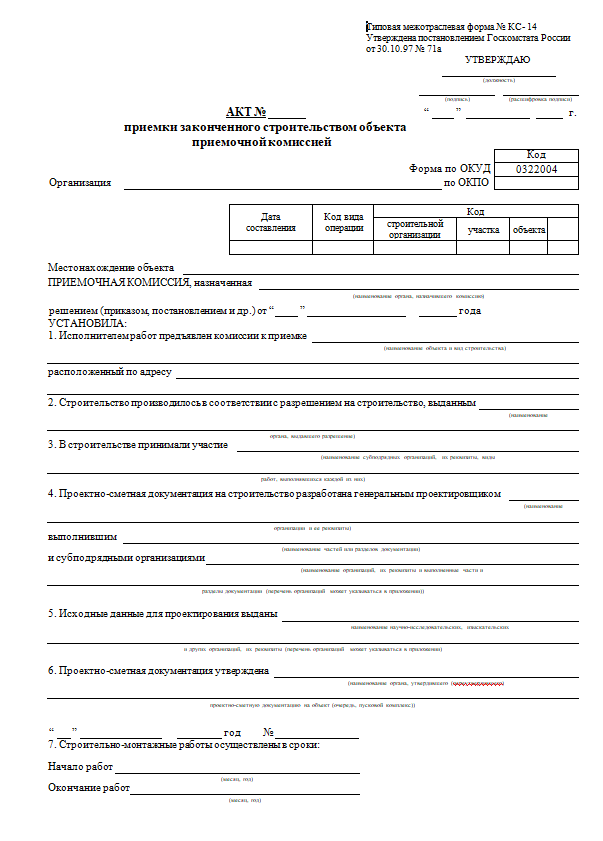 Типовая межотраслевая форма № КС- 14
Утверждена постановлением Госкомстата России
от 30.10.97 № 71а
УТВЕРЖДАЮ
(должность)
(подпись) (расшифровка подписи)
АКТ № “ ” г.
приемки законченного строительством объекта
приемочной комиссией
Код
Форма по ОКУД 0322004
Организация по ОКПО
Дата составления Код вида операции Код
строительной организации участка объекта
Местонахождение объекта
ПРИЕМОЧНАЯ КОМИССИЯ, назначенная
(наименование органа, назначившего комиссию)
решением (приказом, постановлением и др.) от “ ” года
УСТАНОВИЛА:
1. Исполнителем работ предъявлен комиссии к приемке
(наименование объекта и вид строительства)
расположенный по адресу
2. Строительство производилось в соответствии с разрешением на строительство, выданным
(наименование
органа, выдавшего разрешение)
3. В строительстве принимали участие
(наименование субподрядных организаций, их реквизиты, виды
работ, выполнявшихся каждой из них)
4. Проектно-сметная документация на строительство разработана генеральным проектировщиком
(наименование
организации и ее реквизиты)
выполнившим
(наименование частей или разделов документации)
и субподрядными организациями
(наименование организаций, их реквизиты и выполненные части и
разделы документации (перечень организаций может указываться в приложении))
5. Исходные данные для проектирования выданы
наименование научно-исследовательских, изыскательских
и других организаций, их реквизиты (перечень организаций может указываться в приложении)
6. Проектно-сметная документация утверждена
(наименование органа, утвердившего
проектно-сметную документацию на объект (очередь, пусковой комплекс))
“ ” год №
7. Строительно-монтажные работы осуществлены в сроки:
Начало работ
(месяц, год)
Окончание работ
(месяц, год)